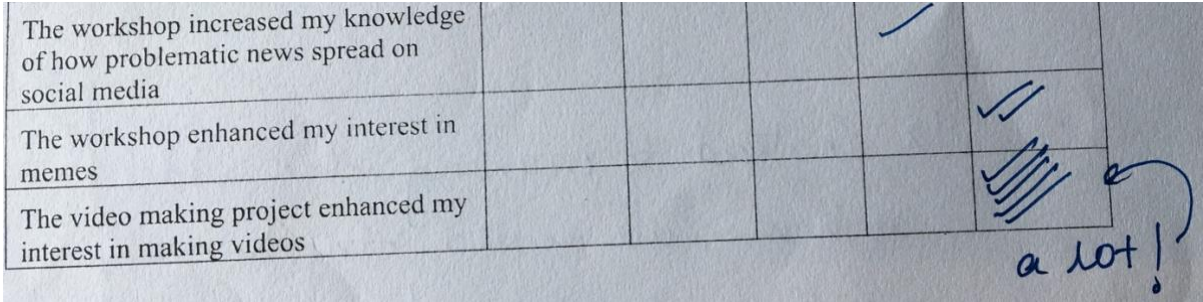 The workshop increased my knowledge
of how problematic news spread on
social media
The workshop enhanced my interest in
memes
The video making project enhanced my
interest in making videos
a lot!